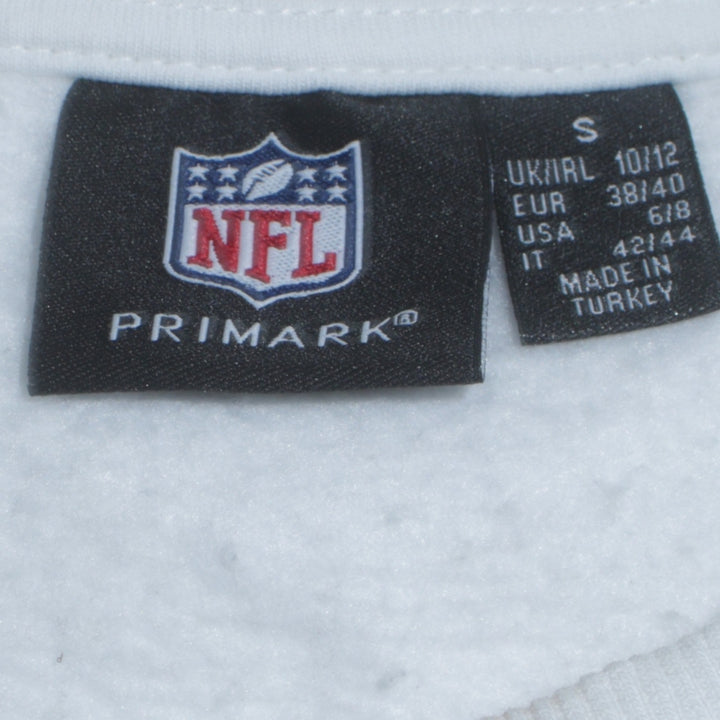 NFL
PRIMARK®
S
UK/IRL 10/12
EUR 38/40
USA 6/8
IT 42/44
MADE IN
TURKEY